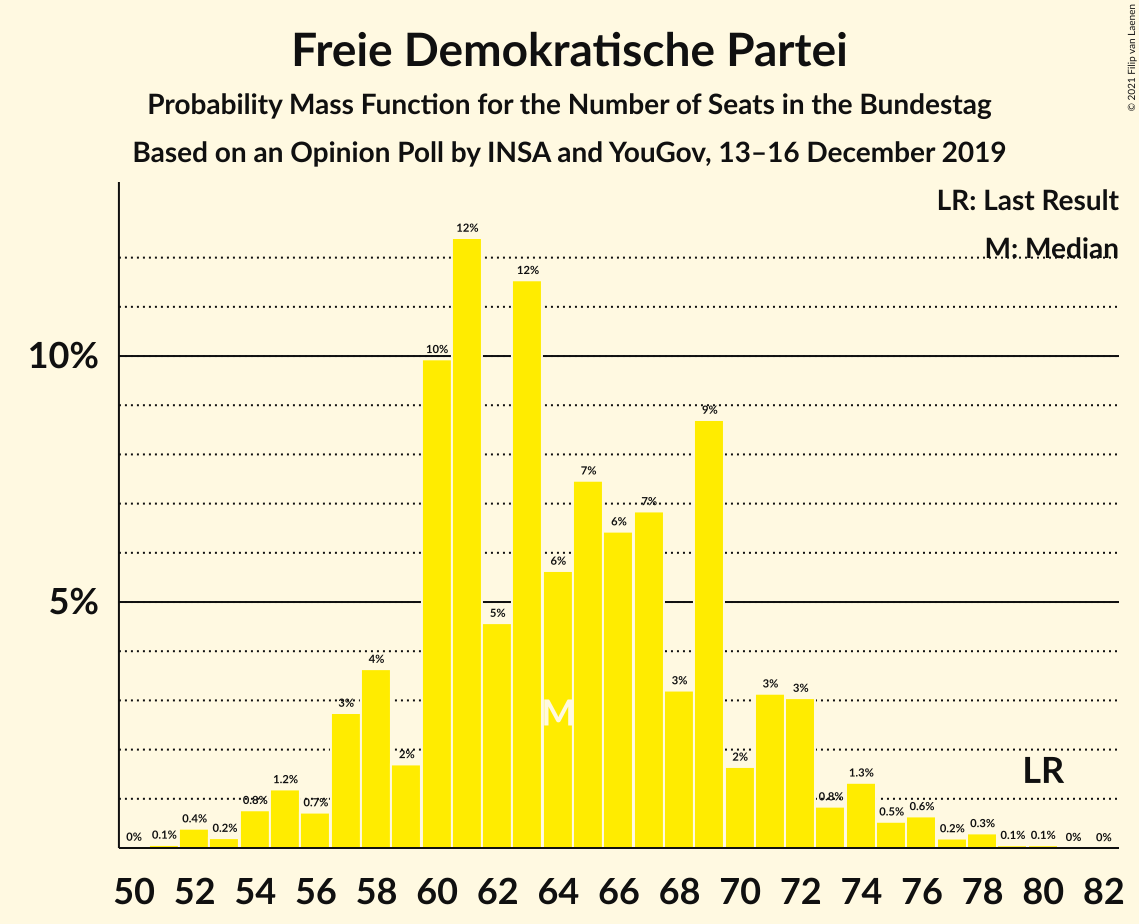 Freie Demokratische Partei
Probability Mass Function for the Number of Seats in the Bundestag
Based on an Opinion Poll by INSA and YouGov, 13–16 December 2019
© 2021 Filip van Laenen
LR: Last Result
M: Median
10%
5%
0% 0.1% 0.4% 0.2% 0.8% 1.2% 0.7% 3% 4% 2% 10% 12% 5% 12% 6% 7% 6% 7% 3% 9% 2% 3% 3% 0.8% 1.3% 0.5% 0.6% 0.2% 0.3% 0.1% 0.1% 0% 0%
M
LR
50 52 54 56 58 60 62 64 66 68 70 72 74 76 78 80 82